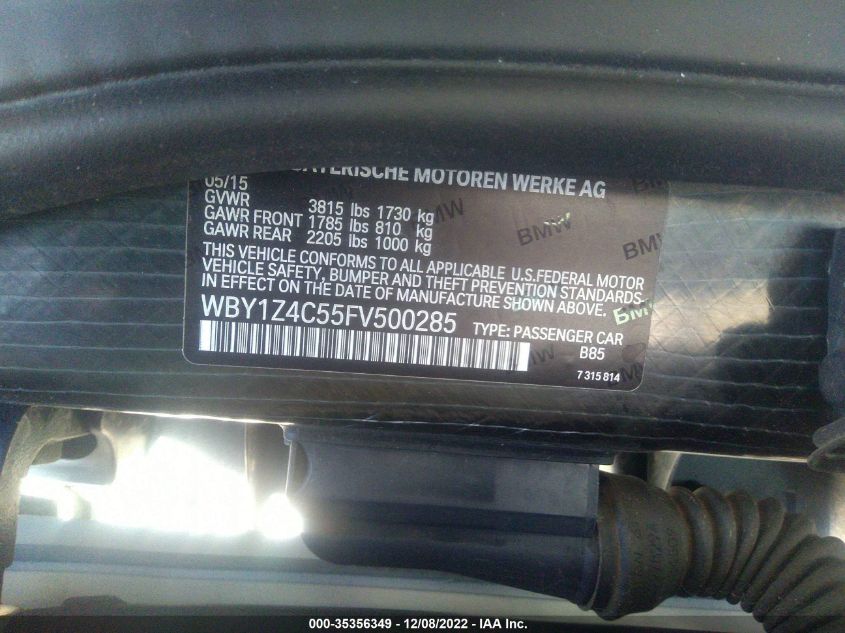 BAYERISCHE MOTOREN WERKE AG
05/15
GVWR 3815 lbs 1730 kg
GAWR FRONT 1785 lbs 810 kg
GAWR REAR 2205 lbs 1000 kg
THIS VEHICLE CONFORMS TO ALL APPLICABLE U.S.FEDERAL MOTOR
VEHICLE SAFETY, BUMPER AND THEFT PREVENTION STANDARDS
IN EFFECT ON THE DATE OF MANUFACTURE SHOWN ABOVE.
WBY1Z4C55FV500285 TYPE: PASSENGER CAR
B85
7 315 814
BMW
BMW
BMW
BMW
000-35356349 - 12/08/2022 - IAA Inc.